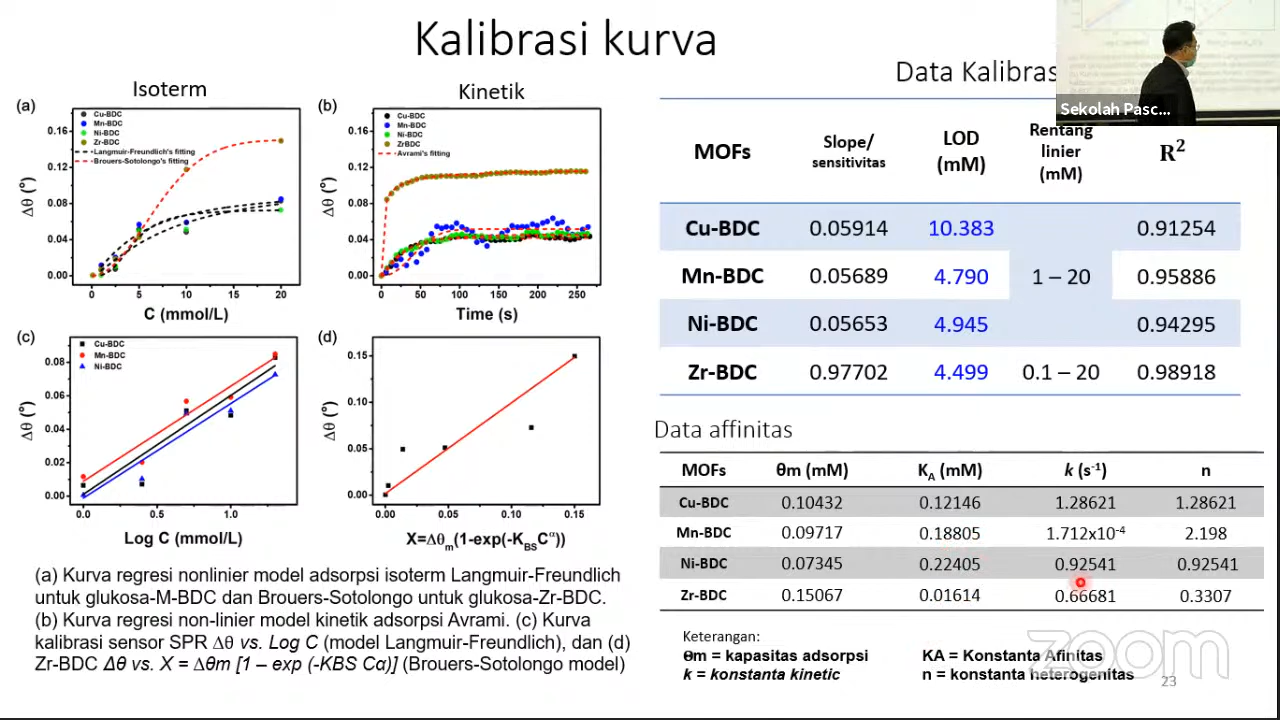 Kalibrasi kurva
Isoterm
Kinetik
(a)
Cu-BDC
Mn-BDC
Ni-BDC
Zr-BDC
Langmuir-Freundlich's fitting
Brouers-Sotolongo's fitting
0.16
0.12
0.08
0.04
0.00
Δθ (°)
0 5 10 15 20
C (mmol/L)
(b)
Cu-BDC
Mn-BDC
Ni-BDC
ZrBDC
Avrami's fitting
0.16
0.12
0.08
0.04
0.00
Δθ (°)
0 50 100 150 200 250
Time (s)
(c)
Cu-BDC
Mn-BDC
Ni-BDC
0.08
0.06
0.04
0.02
0.00
Δθ (°)
0.0 0.5 1.0
Log C (mmol/L)
(d)
0.15
0.10
0.05
0.00
Δθ (°)
0.00 0.05 0.10 0.15
X=Δθm(1-exp(-KBSCα))
(a) Kurva regresi nonlinier model adsorpsi isoterm Langmuir-Freundlich
untuk glukosa-M-BDC dan Brouers-Sotolongo untuk glukosa-Zr-BDC.
(b) Kurva regresi non-linier model kinetik adsorpsi Avrami. (c) Kurva
kalibrasi sensor SPR Δθ vs. Log C (model Langmuir-Freundlich), dan (d)
Zr-BDC Δθ vs. X = Δθm [1 – exp (-KBS Cα)] (Brouers-Sotolongo model)
Data Kalibras
Sekolah Pasc...
MOFs Slope/ sensitivitas LOD (mM) Rentang linier (mM) R²
Cu-BDC 0.05914 10.383 0.91254
Mn-BDC 0.05689 4.790 1 – 20 0.95886
Ni-BDC 0.05653 4.945 0.94295
Zr-BDC 0.97702 4.499 0.1 – 20 0.98918
Data affinitas
MOFs θm (mM) KA (mM) k (s-1) n
Cu-BDC 0.10432 0.12146 1.28621 1.28621
Mn-BDC 0.09717 0.18805 1.712x10-4 2.198
Ni-BDC 0.07345 0.22405 0.92541 0.92541
Zr-BDC 0.15067 0.01614 0.66681 0.3307
Keterangan:
θm = kapasitas adsorpsi KA = Konstanta Afinitas
k = konstanta kinetic n = konstanta heterogenitas
zoom
23